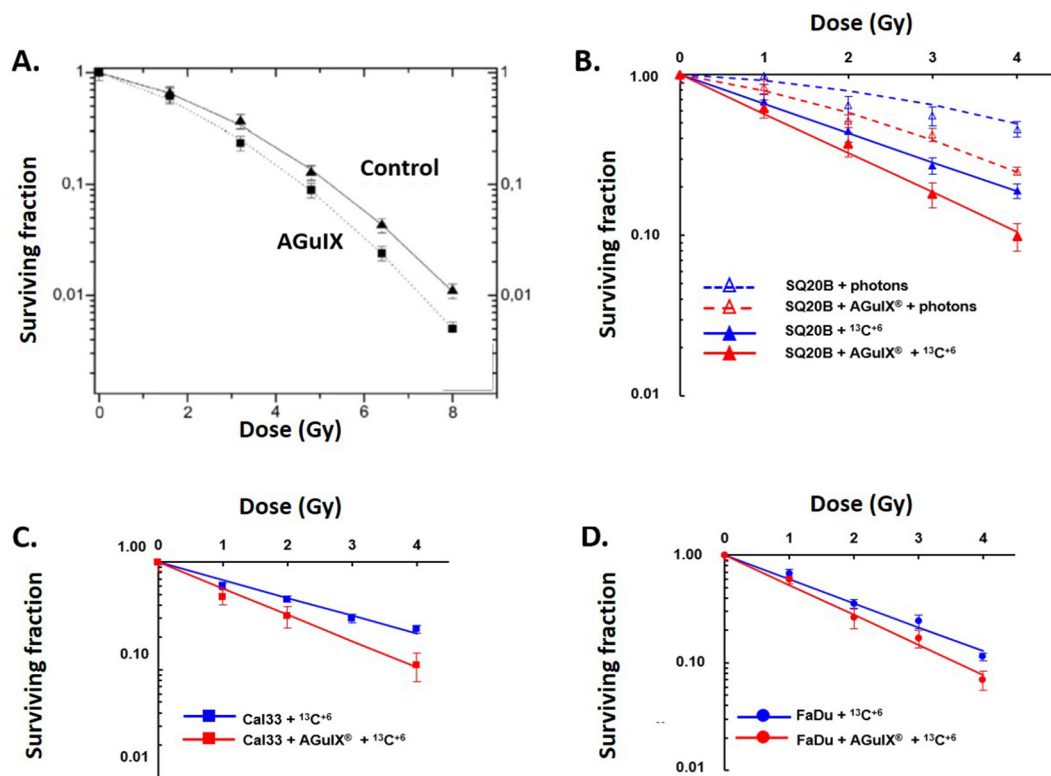 A.
1
0,1
0,01
1
0,1
0,01
0
2
4
6
8
Surviving fraction
Dose (Gy)
Control
AGuIX
B.
Dose (Gy)
0
1
2
3
4
1.00
0.10
0.01
Surviving fraction
SQ20B + photons
SQ20B + AGuIX® + photons
SQ20B + ¹³C⁺⁶
SQ20B + AGuIX® + ¹³C⁺⁶
C.
Dose (Gy)
0
1
2
3
4
1.00
0.10
0.01
Surviving fraction
Cal33 + ¹³C⁺⁶
Cal33 + AGuIX® + ¹³C⁺⁶
D.
Dose (Gy)
0
1
2
3
4
1.00
0.10
0.01
Surviving fraction
FaDu + ¹³C⁺⁶
FaDu + AGuIX® + ¹³C⁺⁶